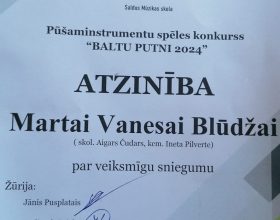 Saldus Mūzikas skola
Pūšaminstrumentu spēles konkurss
“BALTU PUTNI 2024”
ATZINĪBA
Martai Vanesai Blūdžai
( skol. Aigars Čudars, kcm. Ineta Pilverte)
par veiksmīgu sniegumu
Žūrija:
Jānis Pusplatais